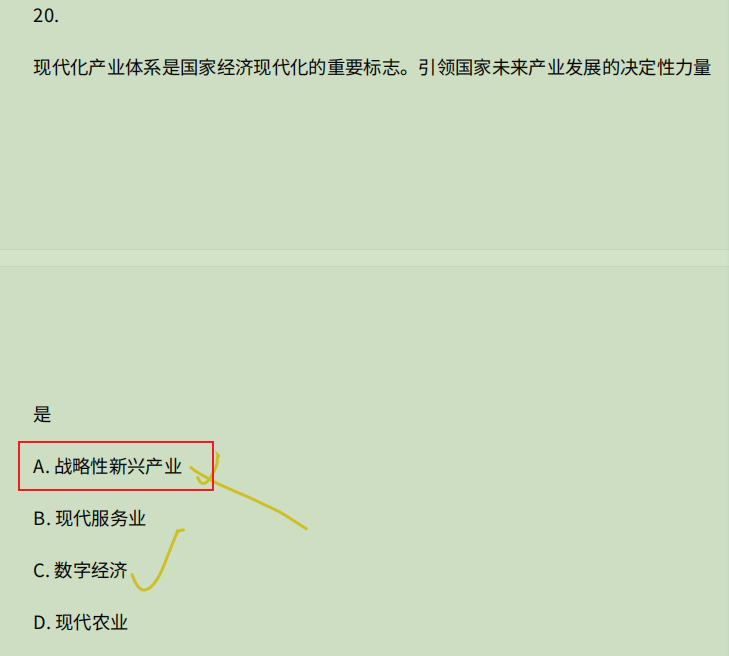 20.
现代化产业体系是国家经济现代化的重要标志。引领国家未来产业发展的决定性力量
是
A. 战略性新兴产业
B. 现代服务业
C. 数字经济
D. 现代农业